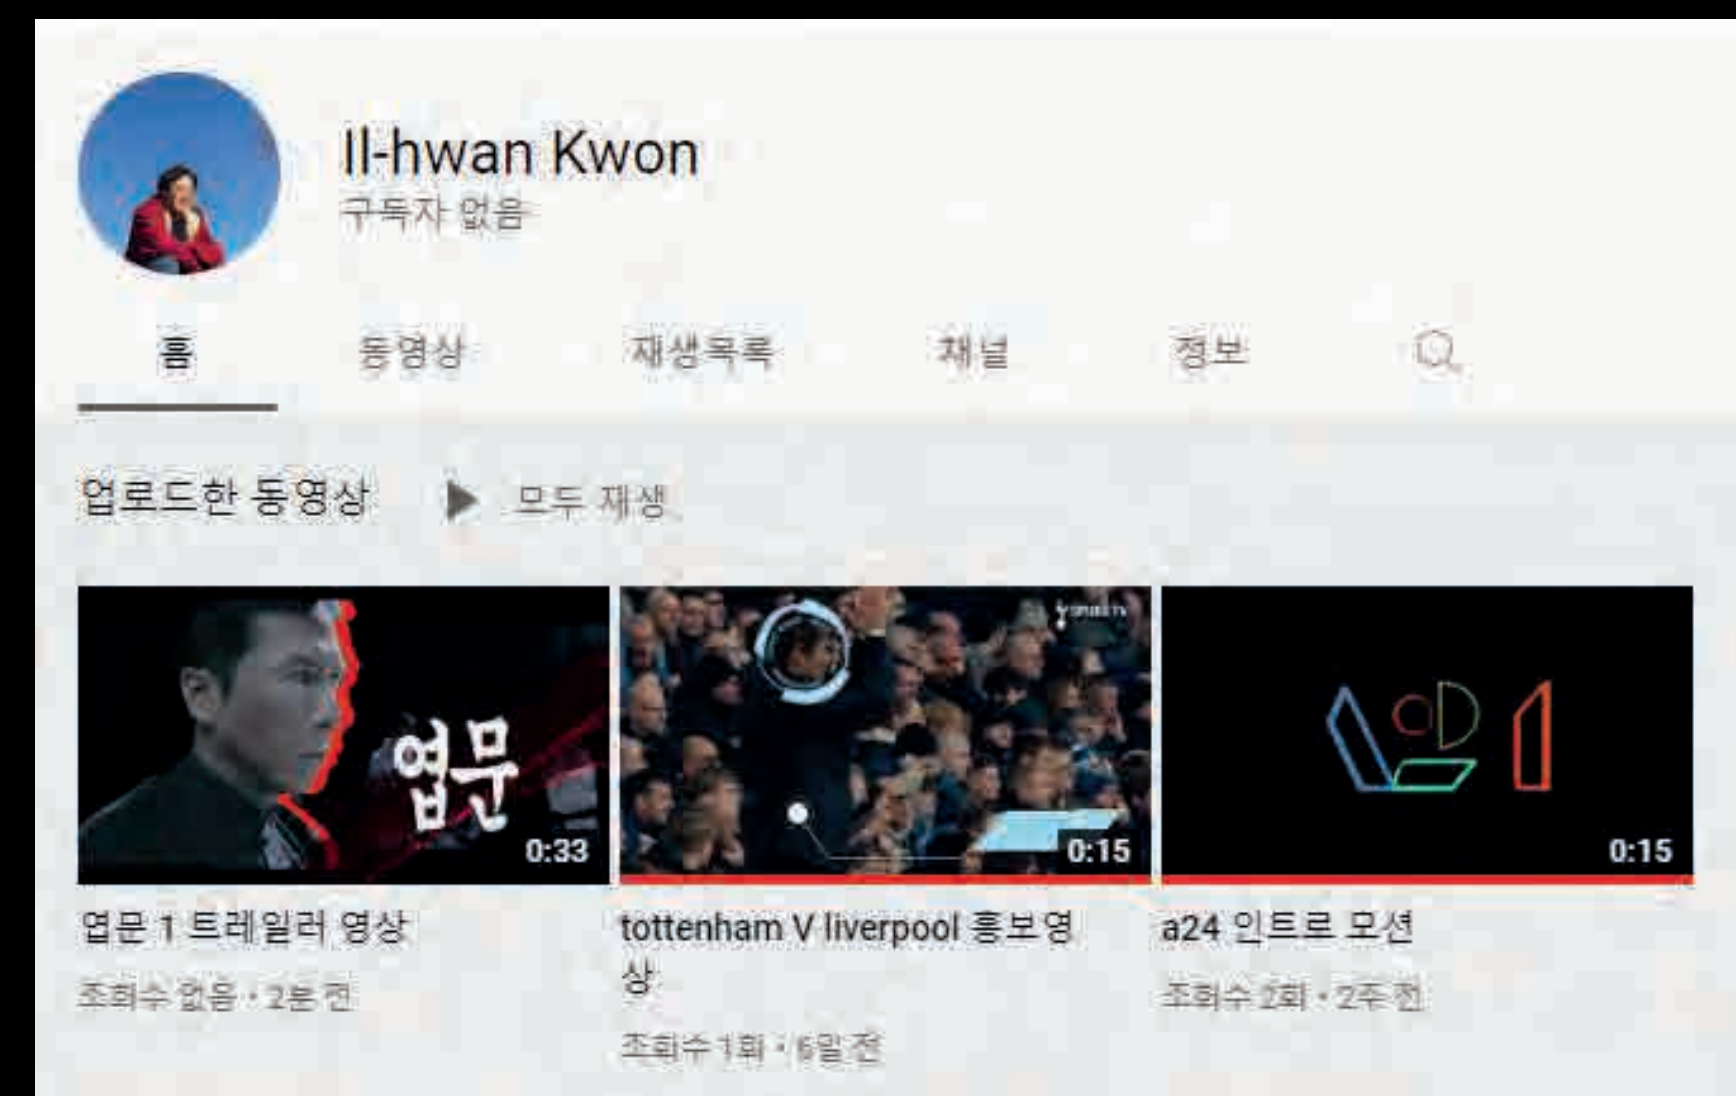 Il-hwan Kwon
구독자 없음
홈 동영상 재생목록 채널 정보
업로드한 동영상 모두 재생
엽문
0:33
SPURS TV
0:15
0:15
엽문 1 트레일러 영상
조회수 없음 • 2분 전
tottenham V liverpool 홍보영
상
조회수 1회 • 6일 전
a24 인트로 모션
조회수 2회 • 2주 전